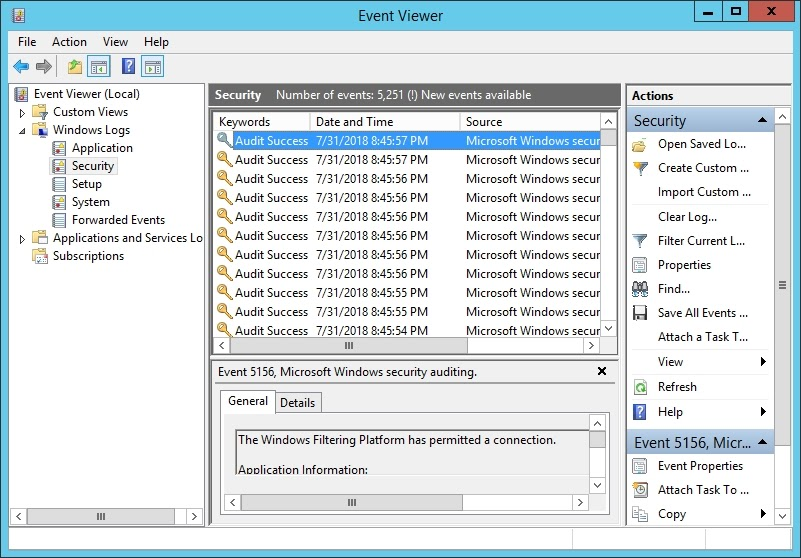 Event Viewer
File Action View Help
Event Viewer (Local)
Custom Views
Windows Logs
Application
Security
Setup
System
Forwarded Events
Applications and Services Lo
Subscriptions
Security Number of events: 5,251 (!) New events available
Keywords Date and Time Source
Audit Success 7/31/2018 8:45:57 PM Microsoft Windows secur
Audit Success 7/31/2018 8:45:57 PM Microsoft Windows secur
Audit Success 7/31/2018 8:45:56 PM Microsoft Windows secur
Audit Success 7/31/2018 8:45:56 PM Microsoft Windows secur
Audit Success 7/31/2018 8:45:56 PM Microsoft Windows secur
Audit Success 7/31/2018 8:45:56 PM Microsoft Windows secur
Audit Success 7/31/2018 8:45:56 PM Microsoft Windows secur
Audit Success 7/31/2018 8:45:56 PM Microsoft Windows secur
Audit Success 7/31/2018 8:45:55 PM Microsoft Windows secur
Audit Success 7/31/2018 8:45:55 PM Microsoft Windows secur
Audit Success 7/31/2018 8:45:54 PM Microsoft Windows secur
Event 5156, Microsoft Windows security auditing.
General Details
The Windows Filtering Platform has permitted a connection.
Application Information:
Actions
Security
Open Saved Lo...
Create Custom ...
Import Custom ...
Clear Log...
Filter Current L...
Properties
Find...
Save All Events ...
Attach a Task T...
View
Refresh
Help
Event 5156, Micr...
Event Properties
Attach Task To ...
Copy